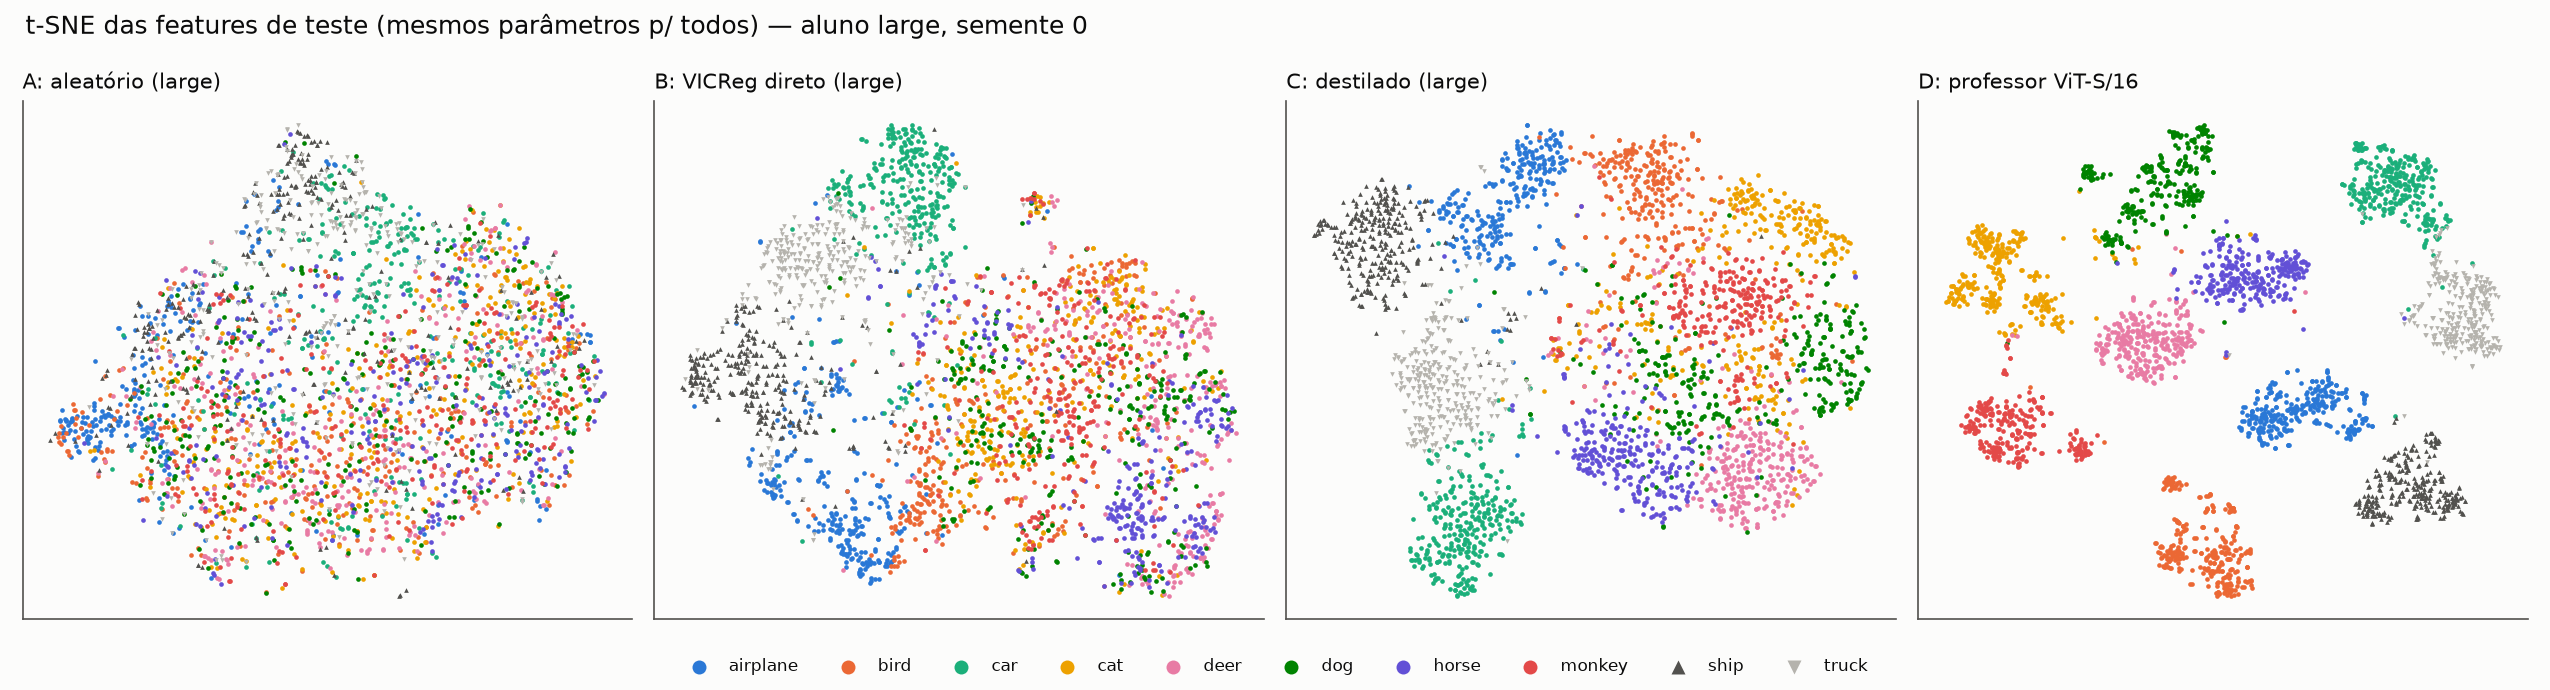 t-SNE das features de teste (mesmos parâmetros p/ todos) — aluno large, semente 0
A: aleatório (large)
B: VICReg direto (large)
C: destilado (large)
D: professor ViT-S/16
airplane bird car cat deer dog horse monkey ship truck